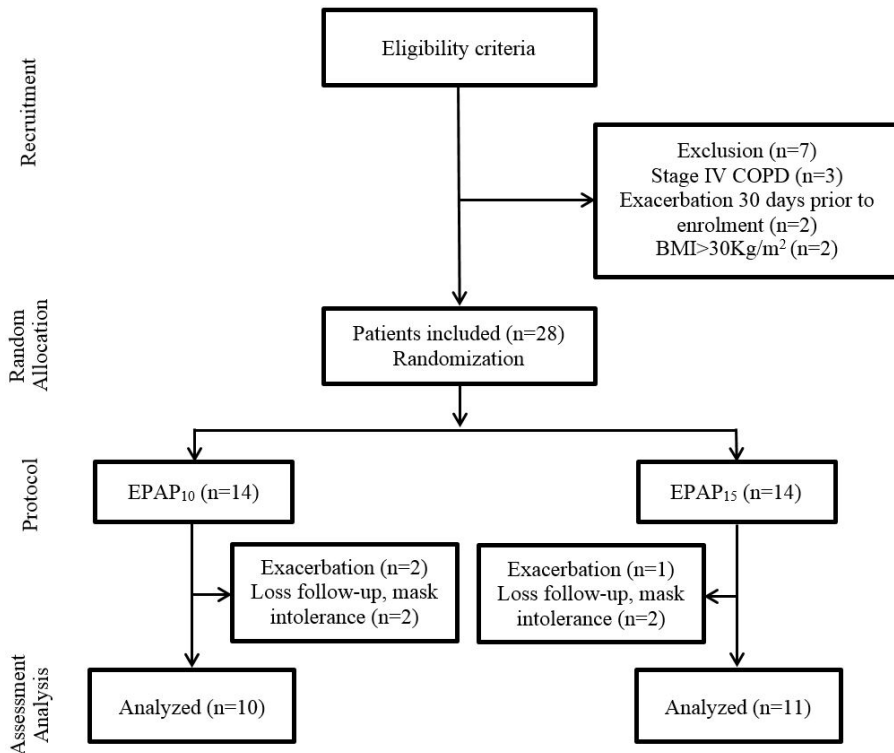 Recruitment
Eligibility criteria
Exclusion (n=7)
Stage IV COPD (n=3)
Exacerbation 30 days prior to
enrolment (n=2)
BMI>30Kg/m² (n=2)
Random
Allocation
Patients included (n=28)
Randomization
Protocol
EPAP₁₀ (n=14)
EPAP₁₅ (n=14)
Exacerbation (n=2)
Loss follow-up, mask
intolerance (n=2)
Exacerbation (n=1)
Loss follow-up, mask
intolerance (n=2)
Assessment
Analysis
Analyzed (n=10)
Analyzed (n=11)